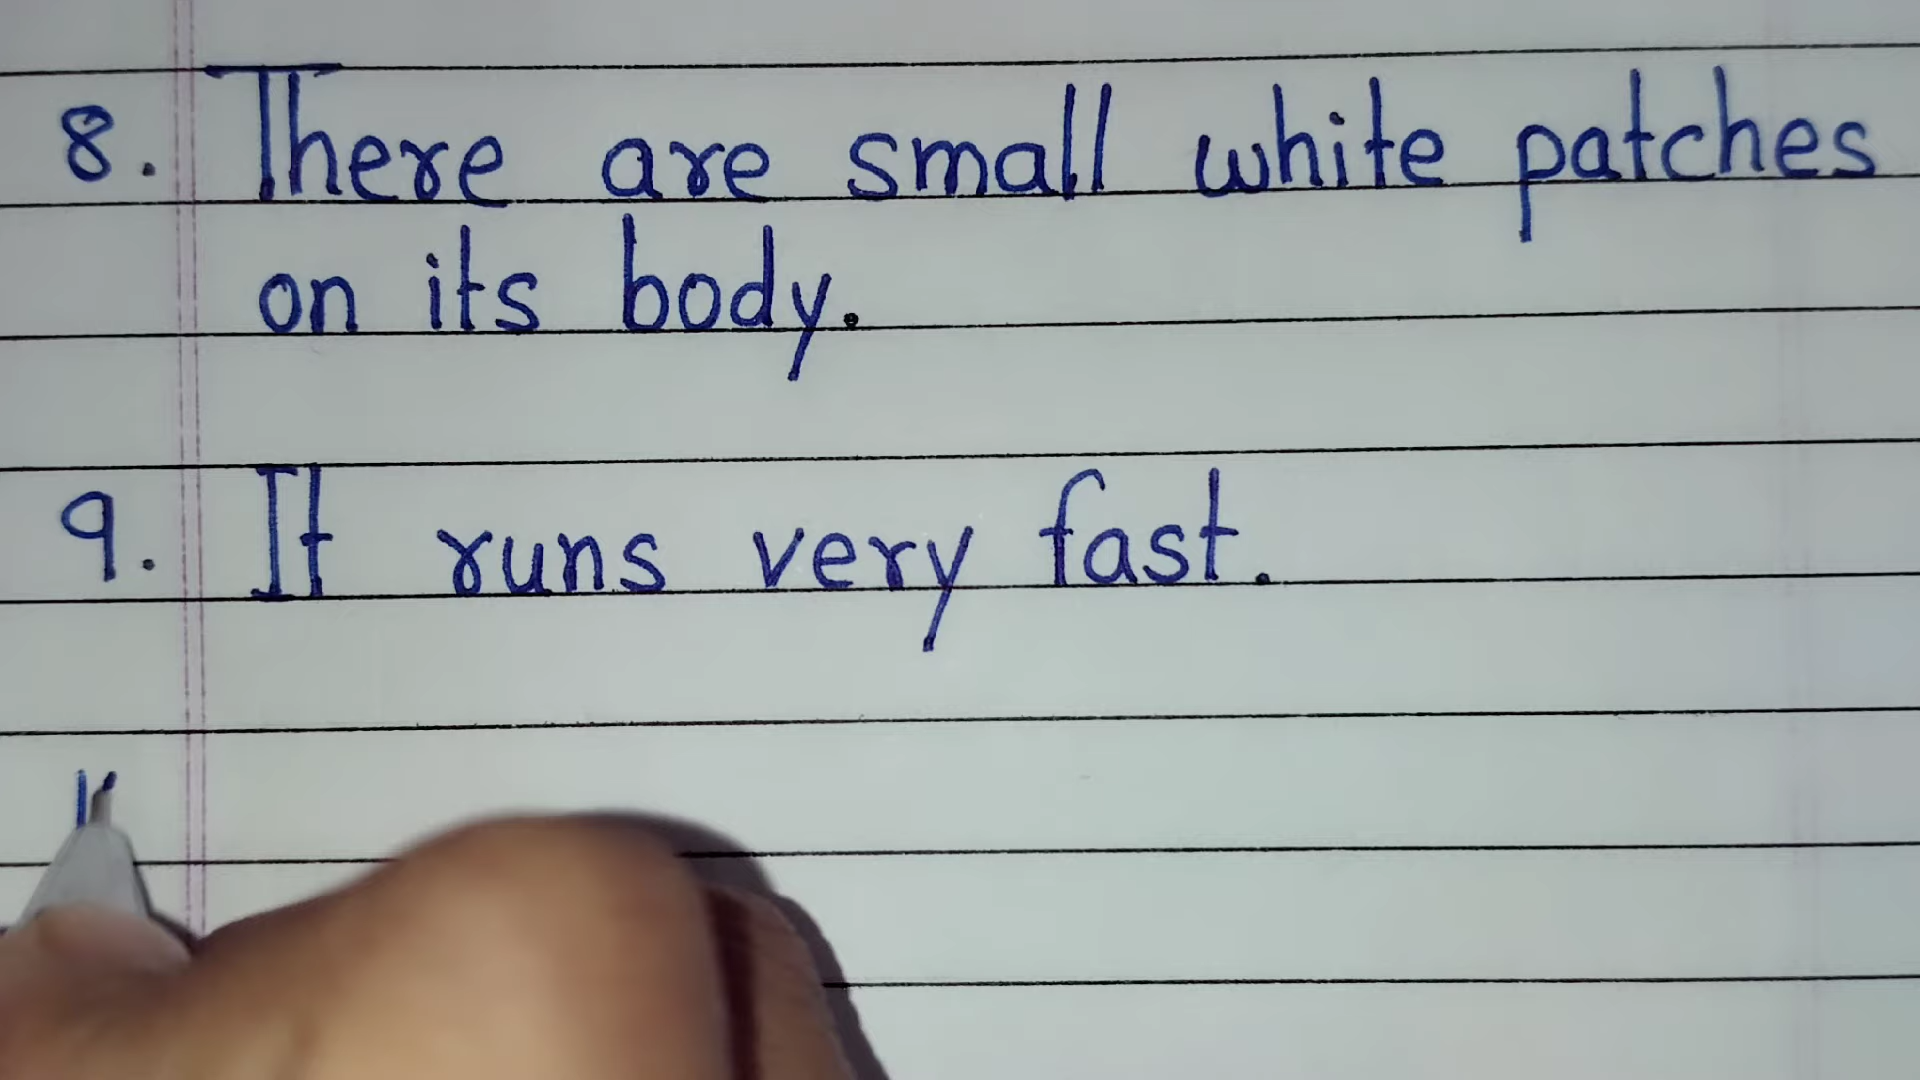 8. There are small white patches
on its body.
9. It runs very fast.